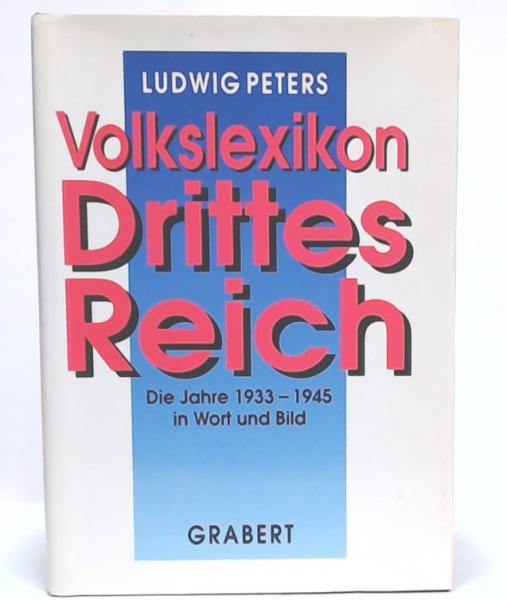 LUDWIG PETERS
Volkslexikon
Drittes
Reich
Die Jahre 1933 – 1945
in Wort und Bild
GRABERT